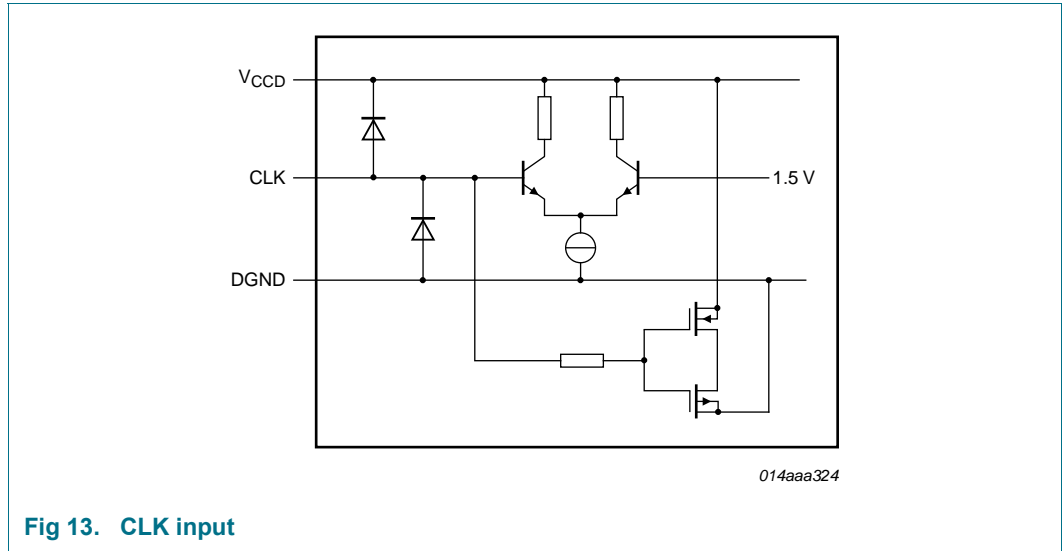 VCCD
CLK
1.5 V
DGND
014aaa324
Fig 13. CLK input